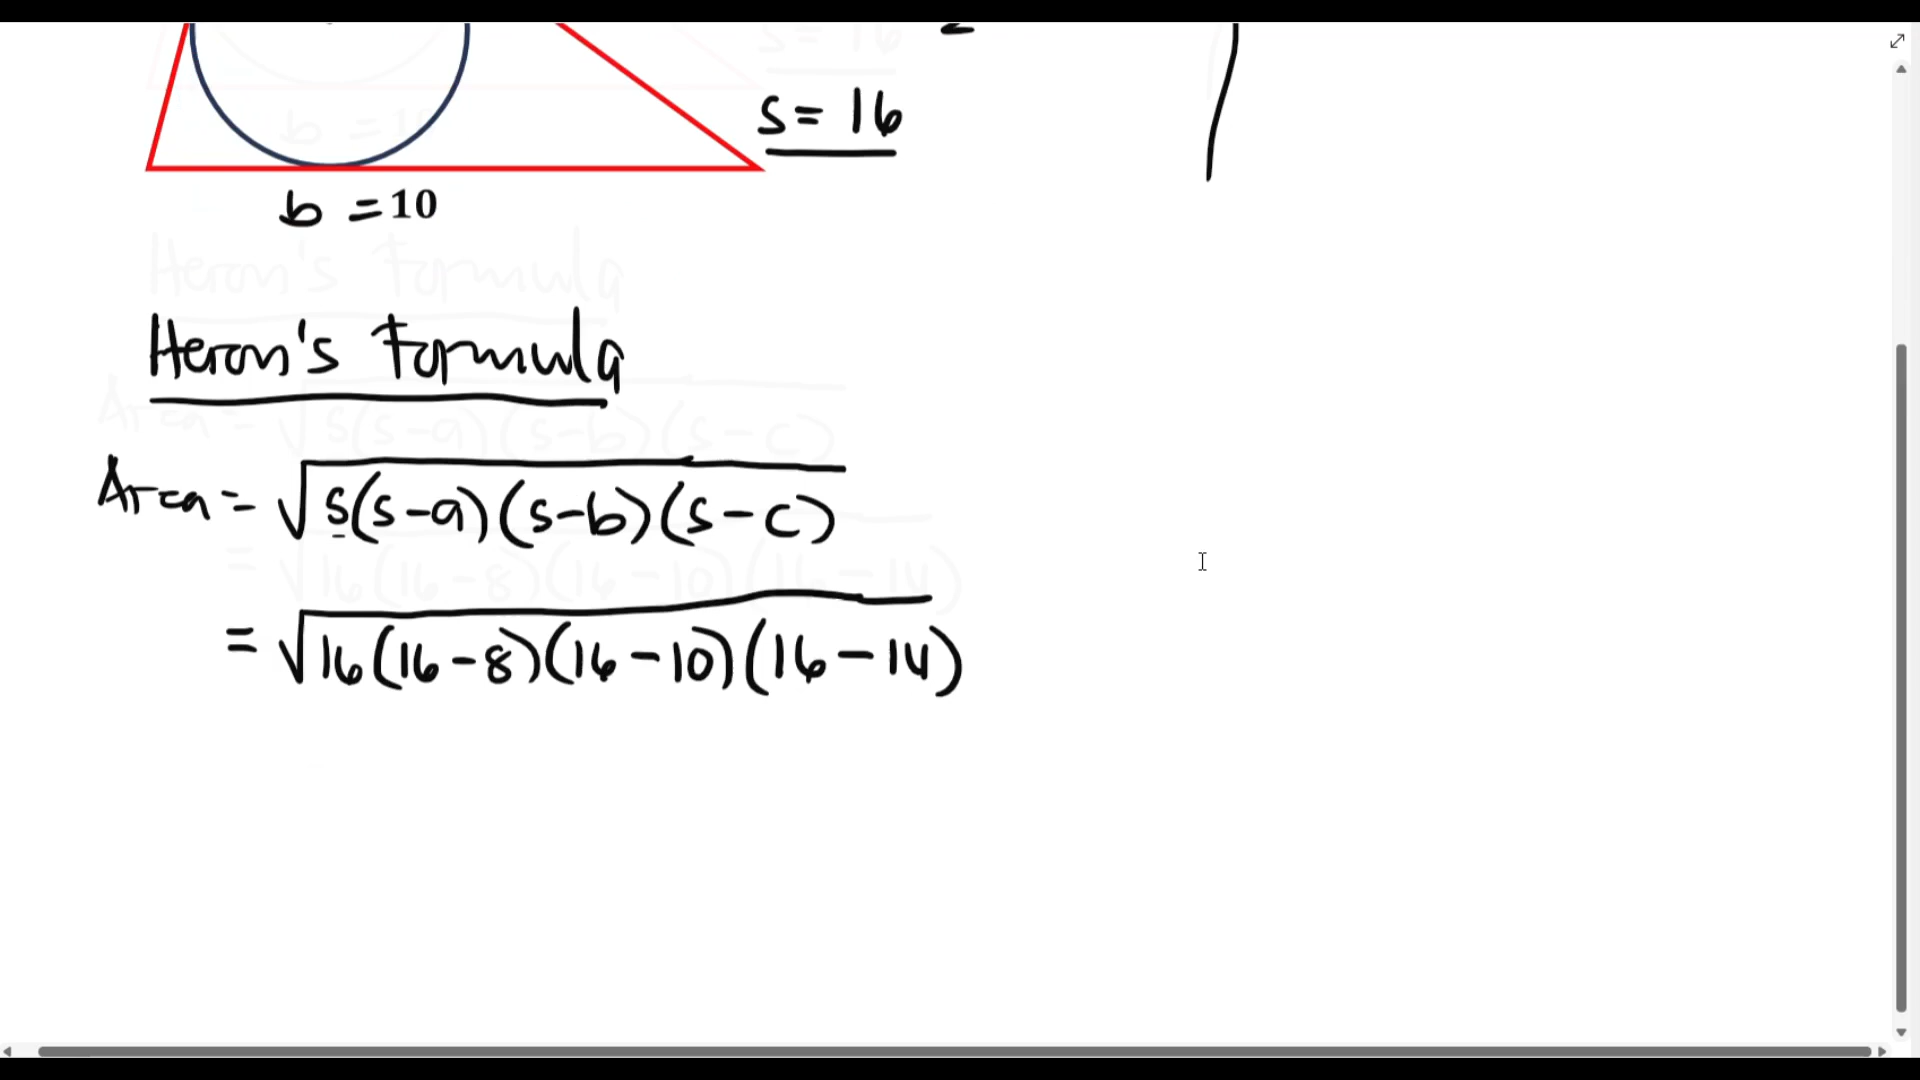 s = 16
b = 10
Heron's Formula
Area = √s(s-a)(s-b)(s-c)
= √16(16-8)(16-10)(16-14)